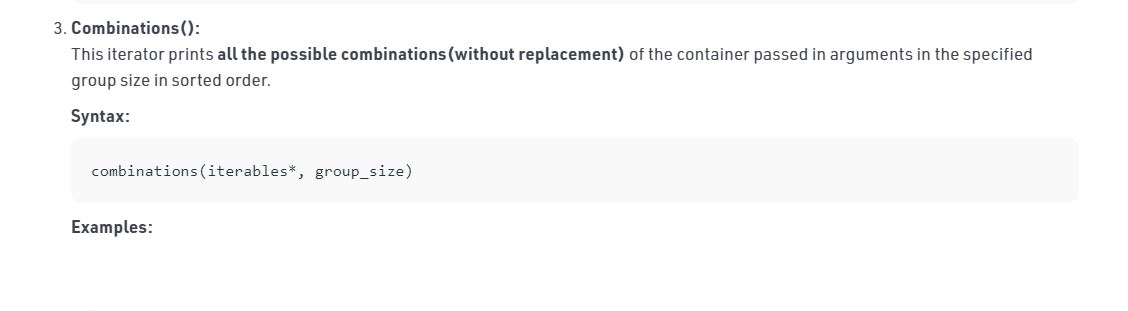 3. Combinations():
This iterator prints all the possible combinations(without replacement) of the container passed in arguments in the specified
group size in sorted order.
Syntax:
combinations(iterables*, group_size)
Examples: